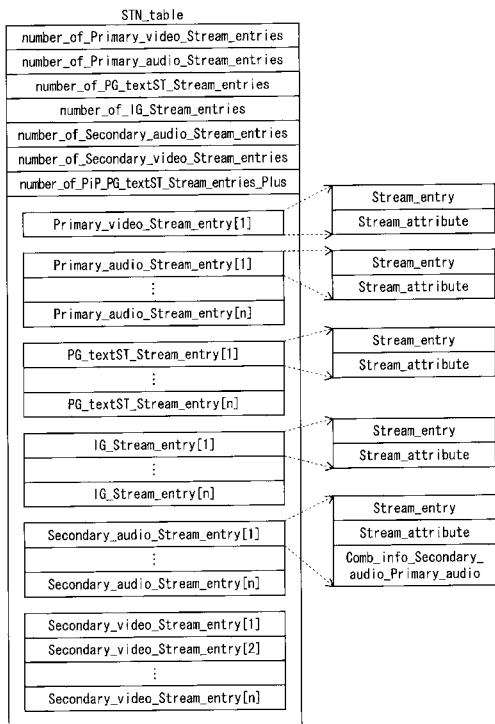 STN_table
number_of_Primary_video_Stream_entries
number_of_Primary_audio_Stream_entries
number_of_PG_textST_Stream_entries
number_of_IG_Stream_entries
number_of_Secondary_audio_Stream_entries
number_of_Secondary_video_Stream_entries
number_of_PiP_PG_textST_Stream_entries_Plus
Primary_video_Stream_entry[1]
Stream_entry
Stream_attribute
Primary_audio_Stream_entry[1]
⋮
Primary_audio_Stream_entry[n]
Stream_entry
Stream_attribute
PG_textST_Stream_entry[1]
⋮
PG_textST_Stream_entry[n]
Stream_entry
Stream_attribute
IG_Stream_entry[1]
⋮
IG_Stream_entry[n]
Stream_entry
Stream_attribute
Secondary_audio_Stream_entry[1]
⋮
Secondary_audio_Stream_entry[n]
Stream_entry
Stream_attribute
Comb_info_Secondary_
audio_Primary_audio
Secondary_video_Stream_entry[1]
Secondary_video_Stream_entry[2]
⋮
Secondary_video_Stream_entry[n]